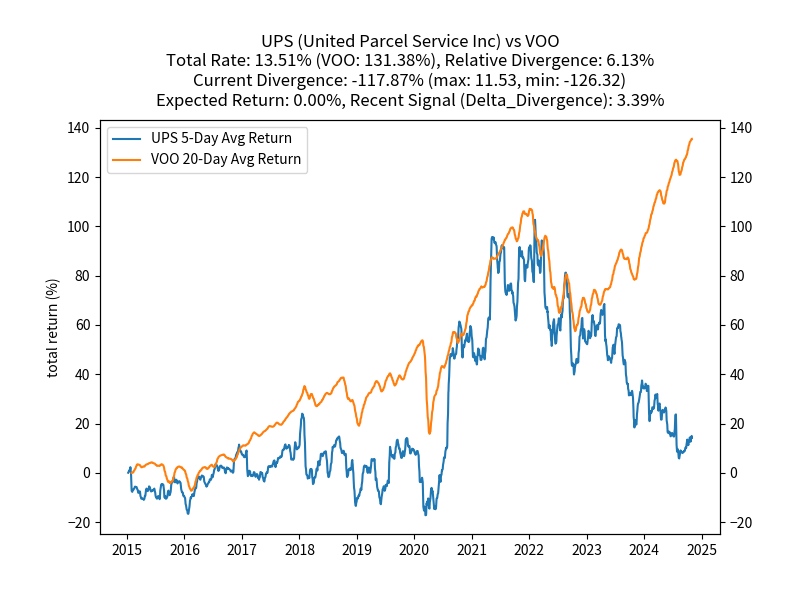 UPS (United Parcel Service Inc) vs VOO
Total Rate: 13.51% (VOO: 131.38%), Relative Divergence: 6.13%
Current Divergence: -117.87% (max: 11.53, min: -126.32)
Expected Return: 0.00%, Recent Signal (Delta_Divergence): 3.39%
UPS 5-Day Avg Return
VOO 20-Day Avg Return
total return (%)
140
120
100
80
60
40
20
0
−20
140
120
100
80
60
40
20
0
−20
2015 2016 2017 2018 2019 2020 2021 2022 2023 2024 2025